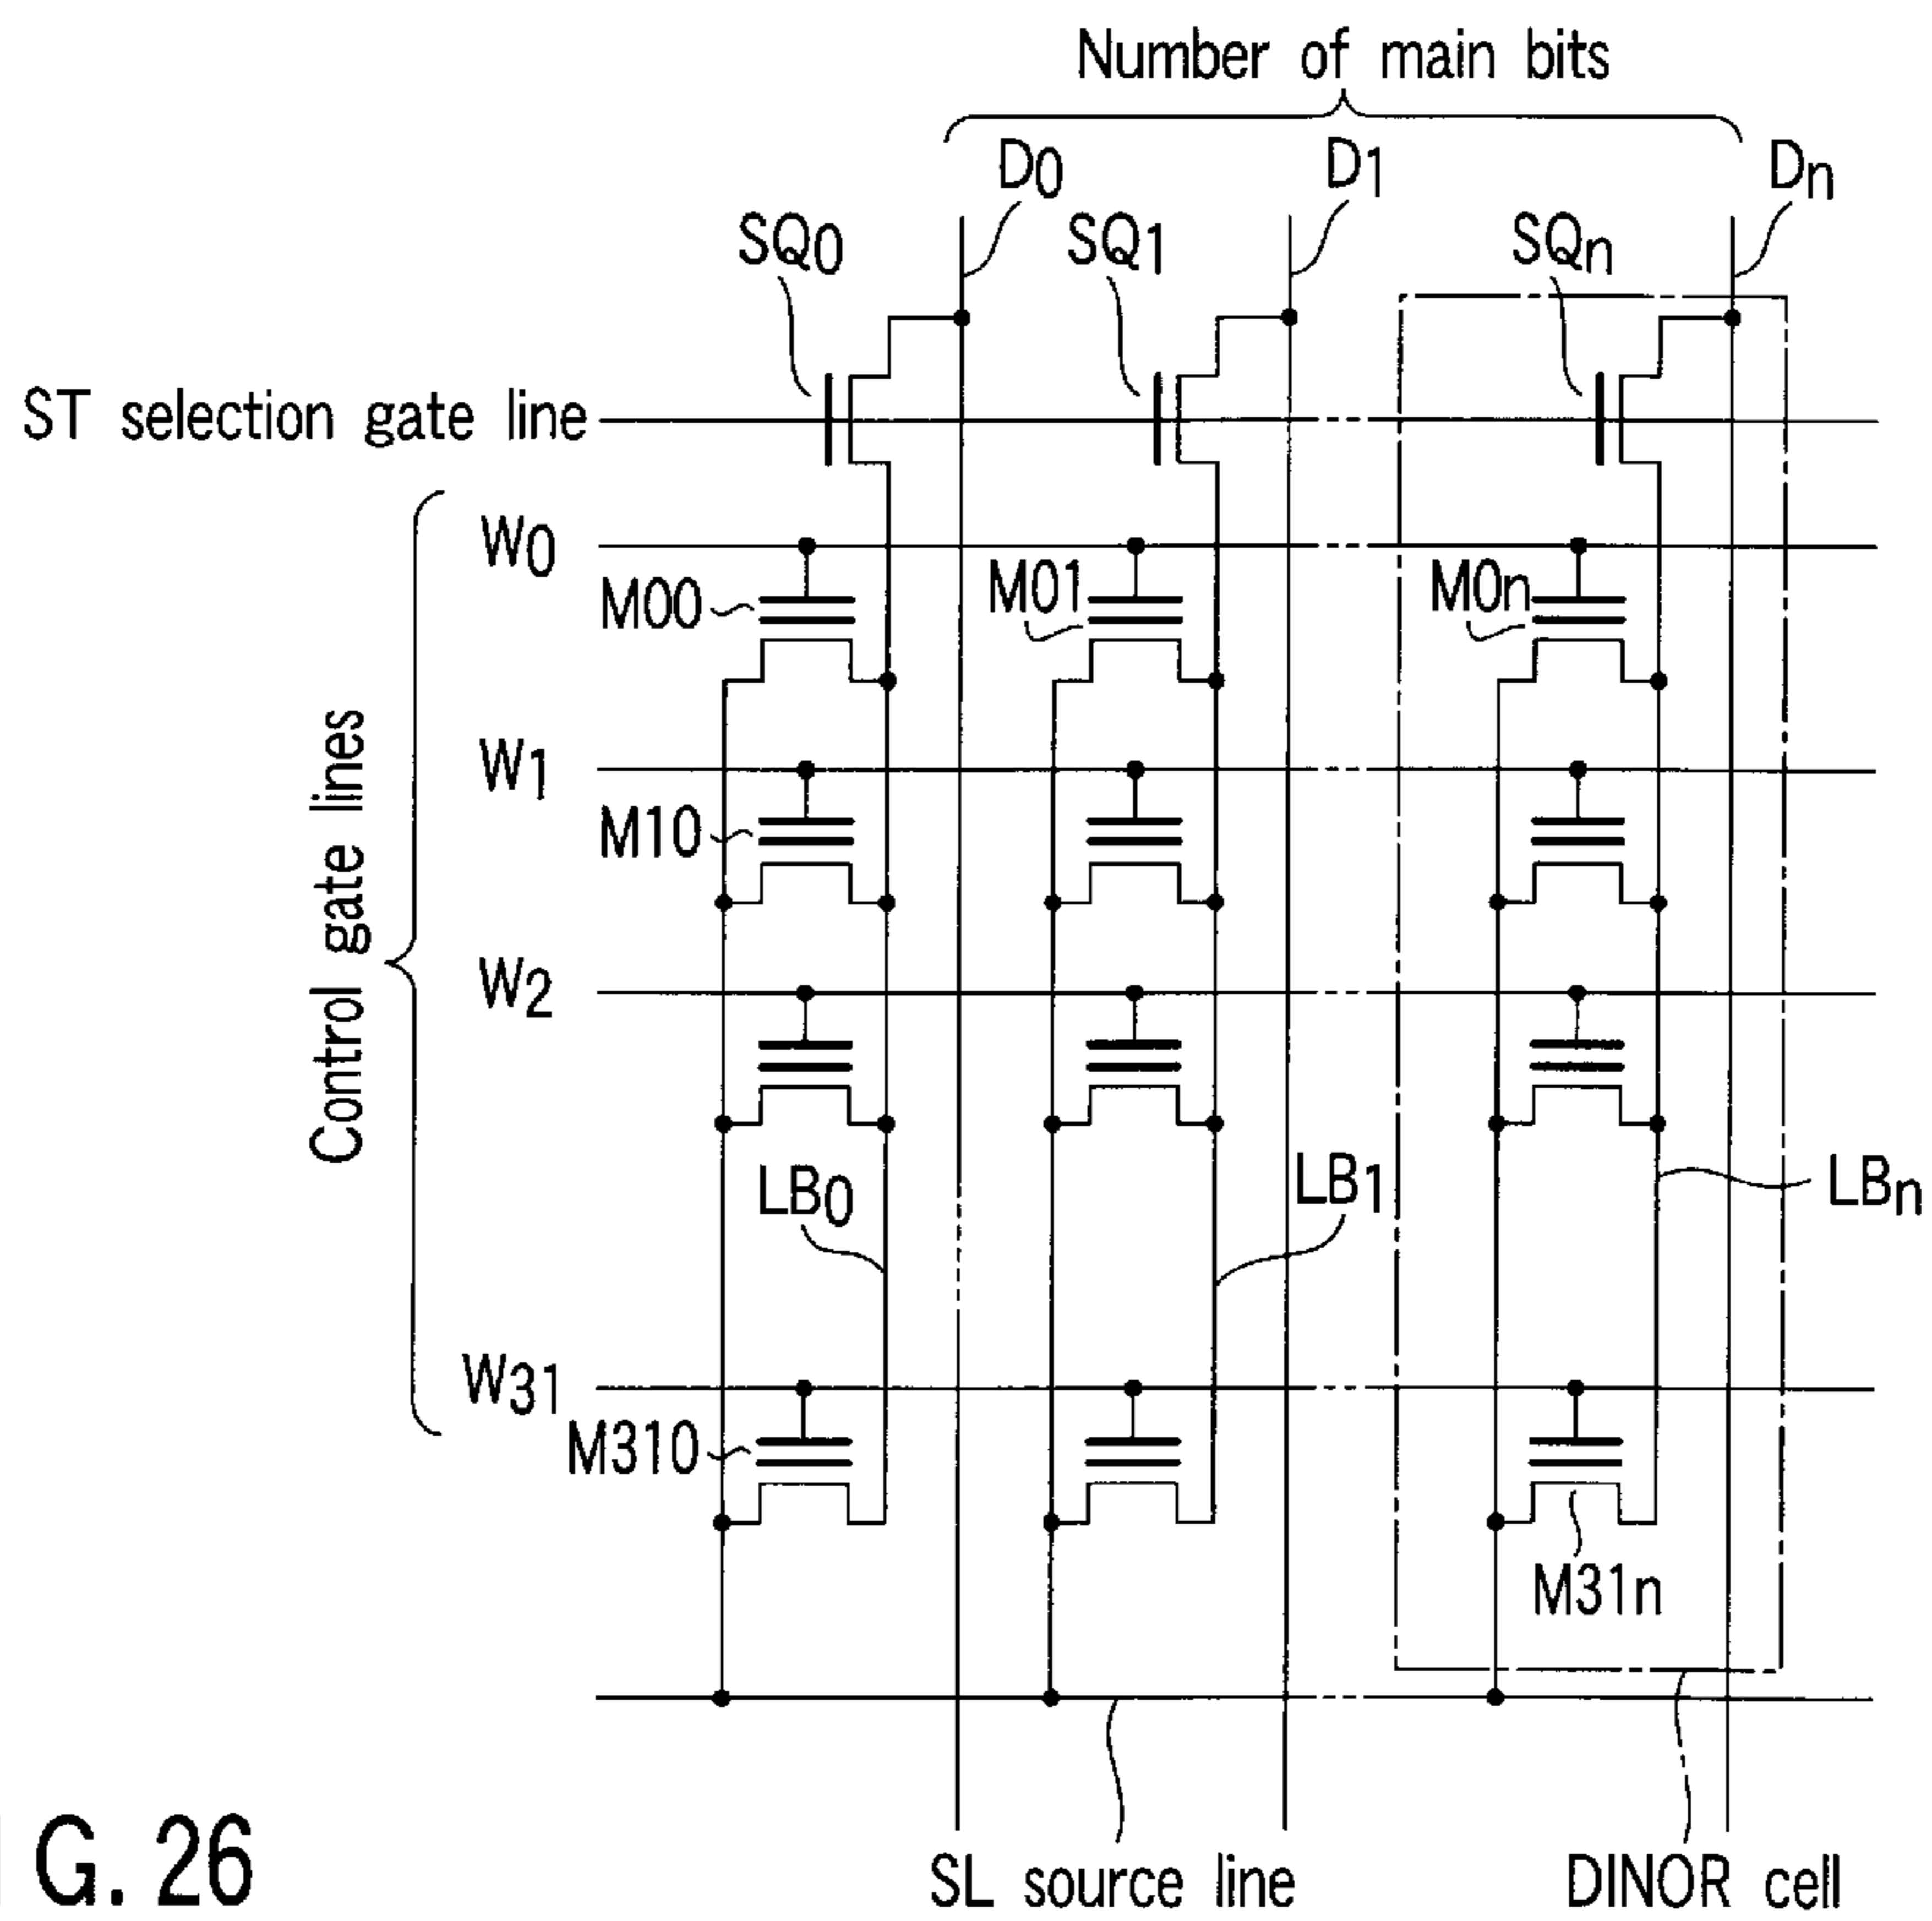 Number of main bits
D0 D1 Dn
SQ0 SQ1 SQn
ST selection gate line
W0
M00 M01 M0n
W1
M10
W2
Control gate lines
LB0 LB1 LBn
W31
M310
M31n
SL source line DINOR cell
G. 26